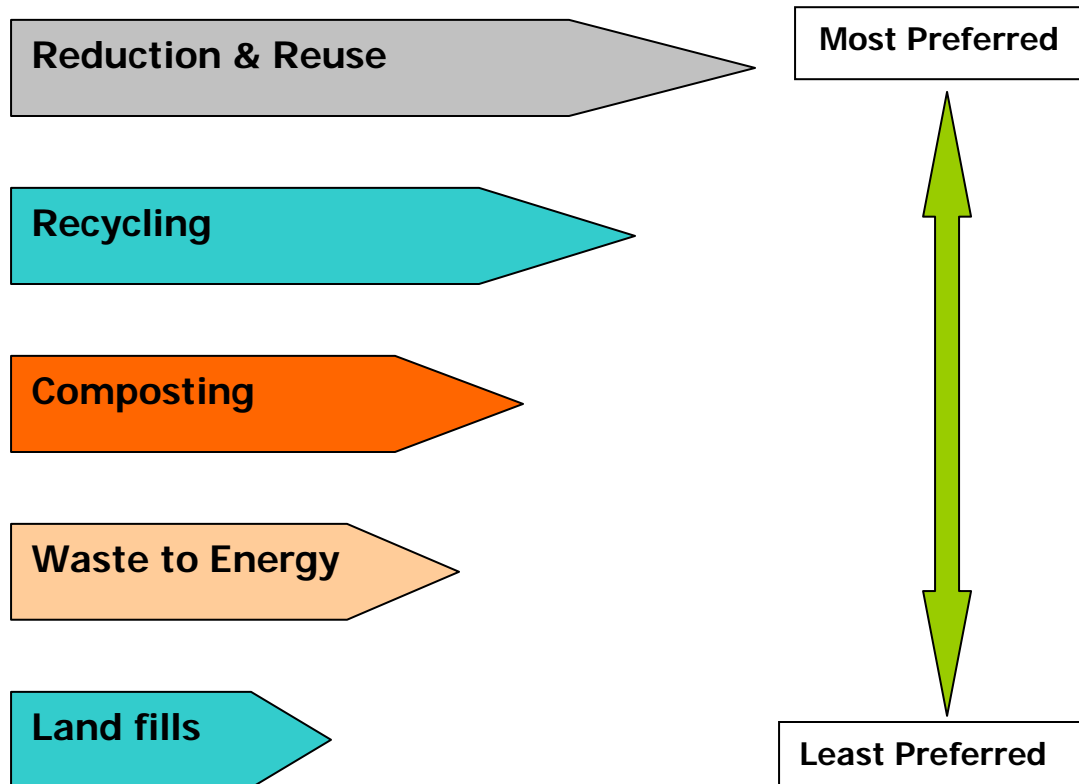 Reduction & Reuse
Most Preferred
Recycling
Composting
Waste to Energy
Land fills
Least Preferred